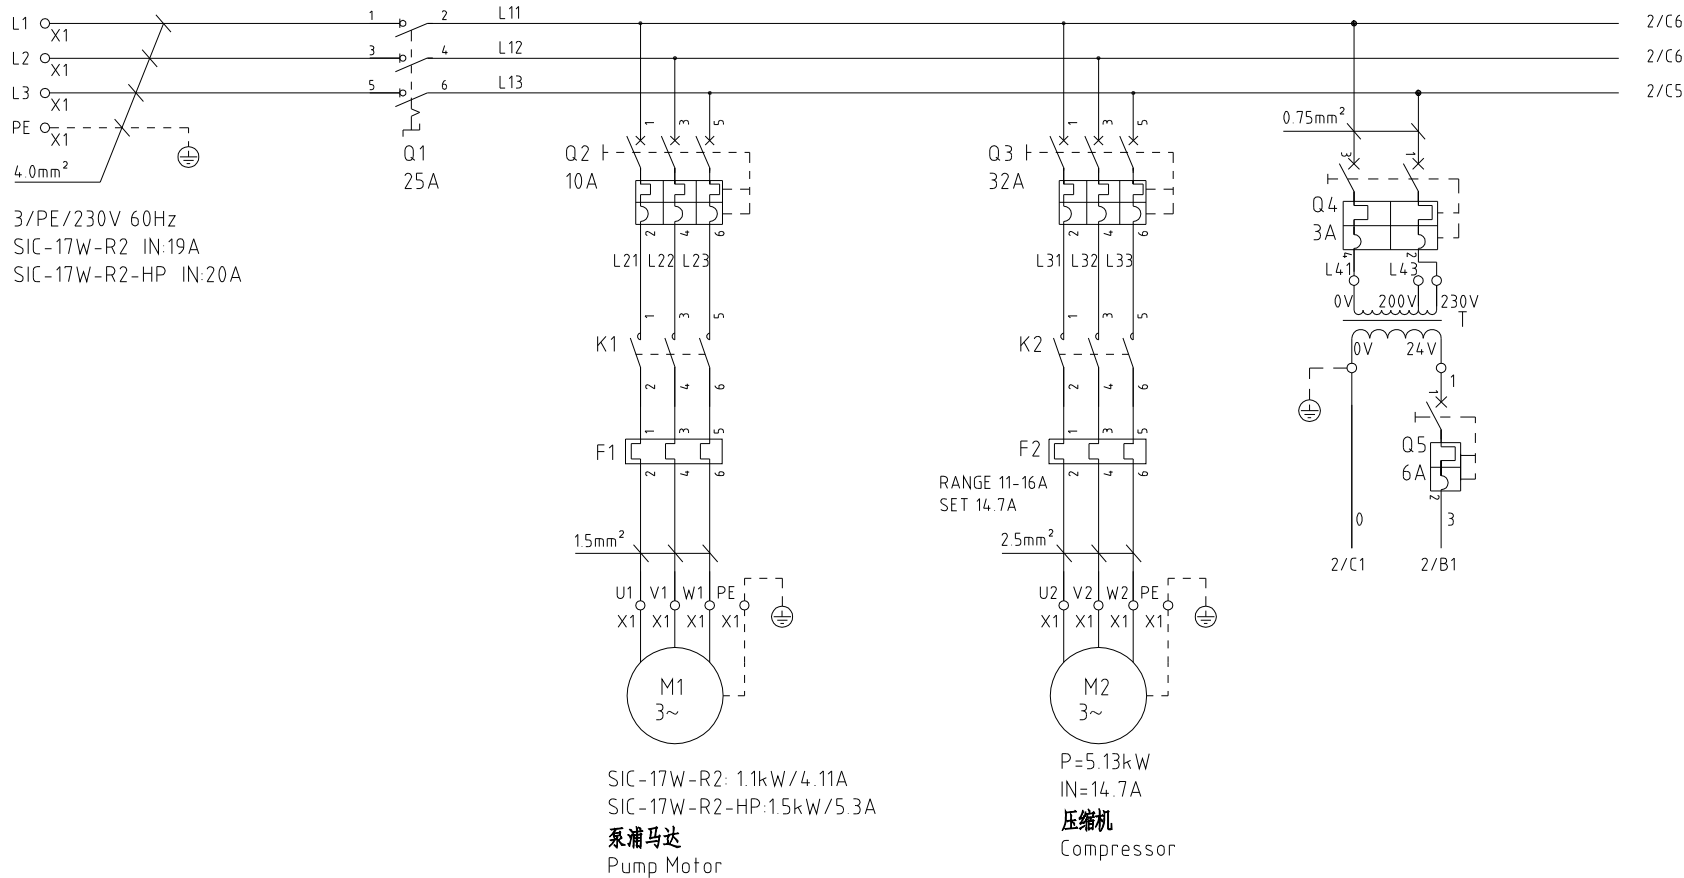 L1 X1 1 2 L11 2/C6
L2 X1 3 4 L12 2/C6
L3 X1 5 6 L13 2/C5
PE X1
4.0mm²
Q1
25A
3/PE/230V 60Hz
SIC-17W-R2 IN:19A
SIC-17W-R2-HP IN:20A
1 3 5
Q2
10A
2 4 6
L21 L22 L23
1 3 5
K1
2 4 6
1 3 5
F1
2 4 6
1.5mm²
U1 V1 W1 PE
X1 X1 X1 X1
M1
3~
SIC-17W-R2: 1.1kW/4.11A
SIC-17W-R2-HP:1.5kW/5.3A
泵浦马达
Pump Motor
1 3 5
Q3
32A
2 4 6
L31 L32 L33
1 3 5
K2
2 4 6
1 3 5
F2
2 4 6
RANGE 11-16A
SET 14.7A
2.5mm²
U2 V2 W2 PE
X1 X1 X1 X1
M2
3~
P=5.13kW
IN=14.7A
压缩机
Compressor
0.75mm²
3 1
Q4
3A
4 2
L41 L43
0V 200V 230V
T
0V 24V
1
1
Q5
6A
2
0 3
2/C1 2/B1